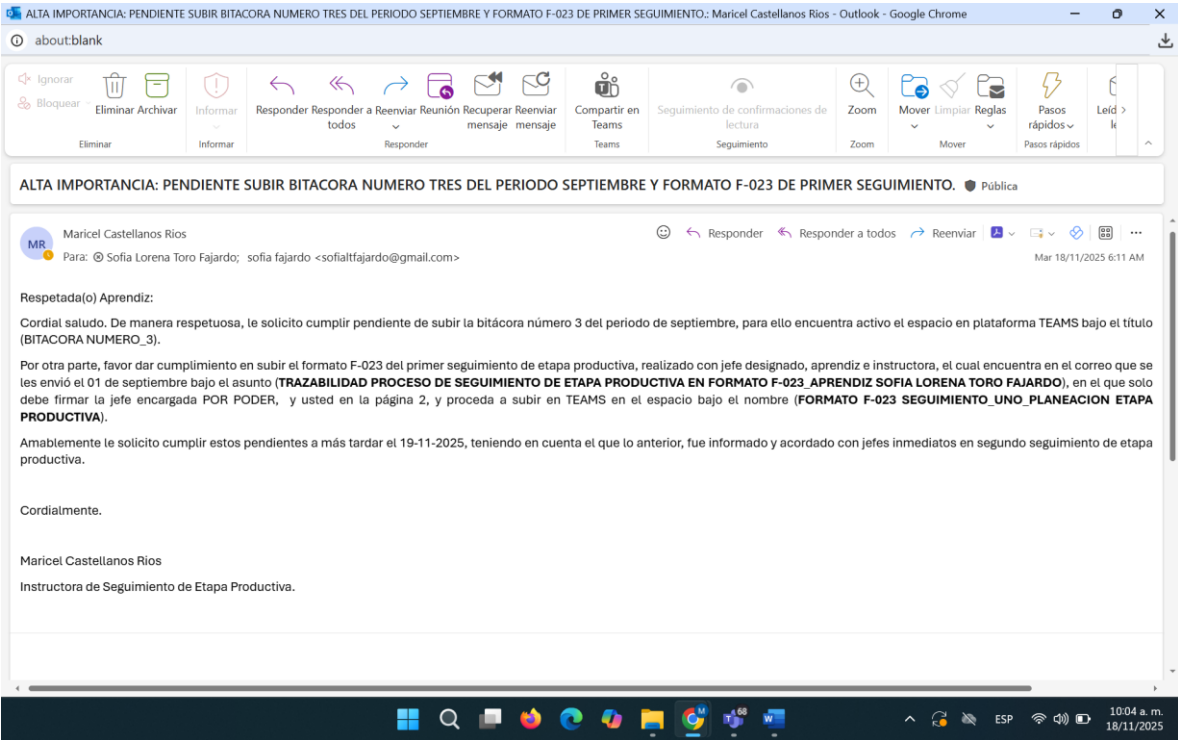 ALTA IMPORTANCIA: PENDIENTE SUBIR BITACORA NUMERO TRES DEL PERIODO SEPTIEMBRE Y FORMATO F-023 DE PRIMER SEGUIMIENTO.: Maricel Castellanos Rios - Outlook - Google Chrome
about:blank
Ignorar
Bloquear
Eliminar Archivar
Informar
Responder Responder a todos Reenviar Reunión Recuperar mensaje Reenviar mensaje
Compartir en Teams
Seguimiento de confirmaciones de lectura
Zoom
Mover Limpiar Reglas
Pasos rápidos
Eliminar Informar Responder Teams Seguimiento Zoom Mover Pasos rápidos
ALTA IMPORTANCIA: PENDIENTE SUBIR BITACORA NUMERO TRES DEL PERIODO SEPTIEMBRE Y FORMATO F-023 DE PRIMER SEGUIMIENTO. Pública
MR
Maricel Castellanos Rios
Responder Responder a todos Reenviar
Para: Sofia Lorena Toro Fajardo; sofia fajardo <sofialtfajardo@gmail.com>
Mar 18/11/2025 6:11 AM
Respetada(o) Aprendiz:
Cordial saludo. De manera respetuosa, le solicito cumplir pendiente de subir la bitácora número 3 del periodo de septiembre, para ello encuentra activo el espacio en plataforma TEAMS bajo el título
(BITACORA NUMERO_3).
Por otra parte, favor dar cumplimiento en subir el formato F-023 del primer seguimiento de etapa productiva, realizado con jefe designado, aprendiz e instructora, el cual encuentra en el correo que se
les envió el 01 de septiembre bajo el asunto (TRAZABILIDAD PROCESO DE SEGUIMIENTO DE ETAPA PRODUCTIVA EN FORMATO F-023_APRENDIZ SOFIA LORENA TORO FAJARDO), en el que solo
debe firmar la jefe encargada POR PODER, y usted en la página 2, y proceda a subir en TEAMS en el espacio bajo el nombre (FORMATO F-023 SEGUIMIENTO_UNO_PLANEACION ETAPA
PRODUCTIVA).
Amablemente le solicito cumplir estos pendientes a más tardar el 19-11-2025, teniendo en cuenta el que lo anterior, fue informado y acordado con jefes inmediatos en segundo seguimiento de etapa
productiva.
Cordialmente.
Maricel Castellanos Rios
Instructora de Seguimiento de Etapa Productiva.
68
ESP
10:04 a. m.
18/11/2025